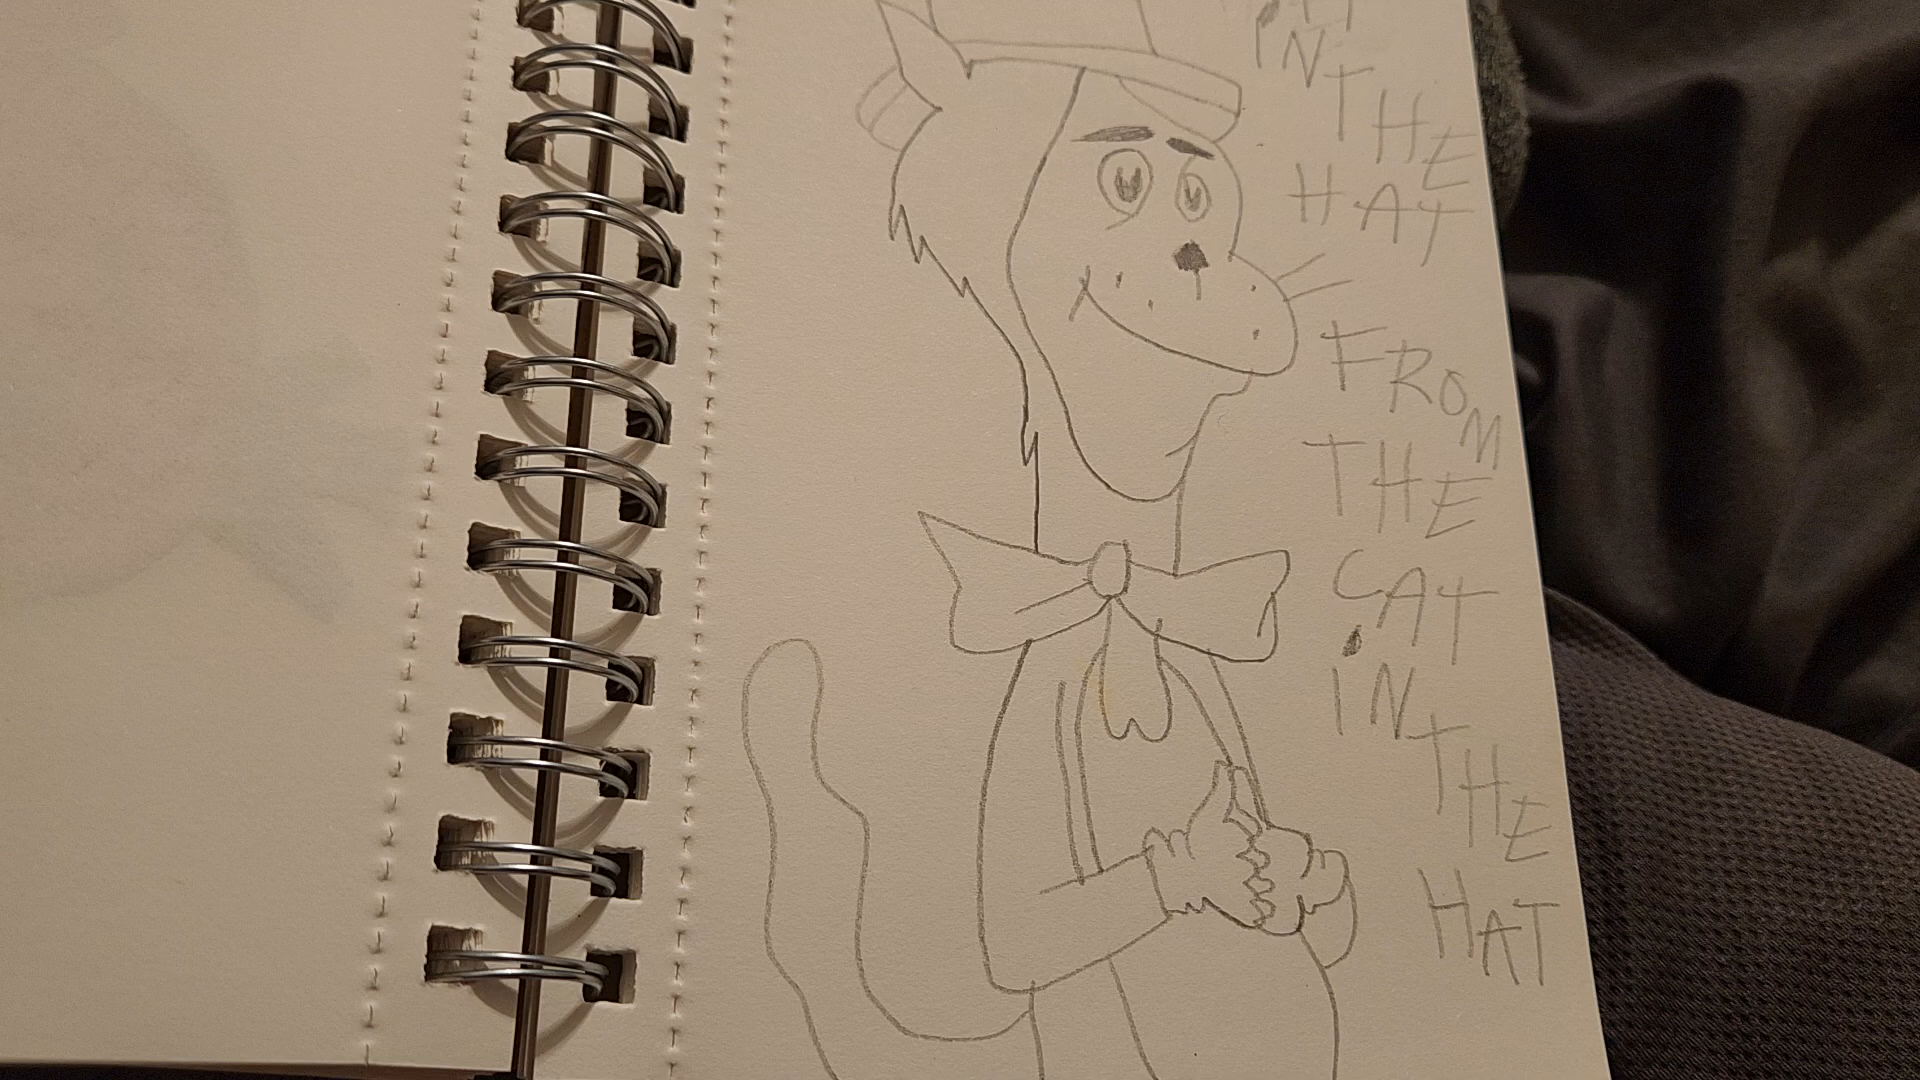 iN THE
HAT
FROM
THE
CAT
iN THE
HAT